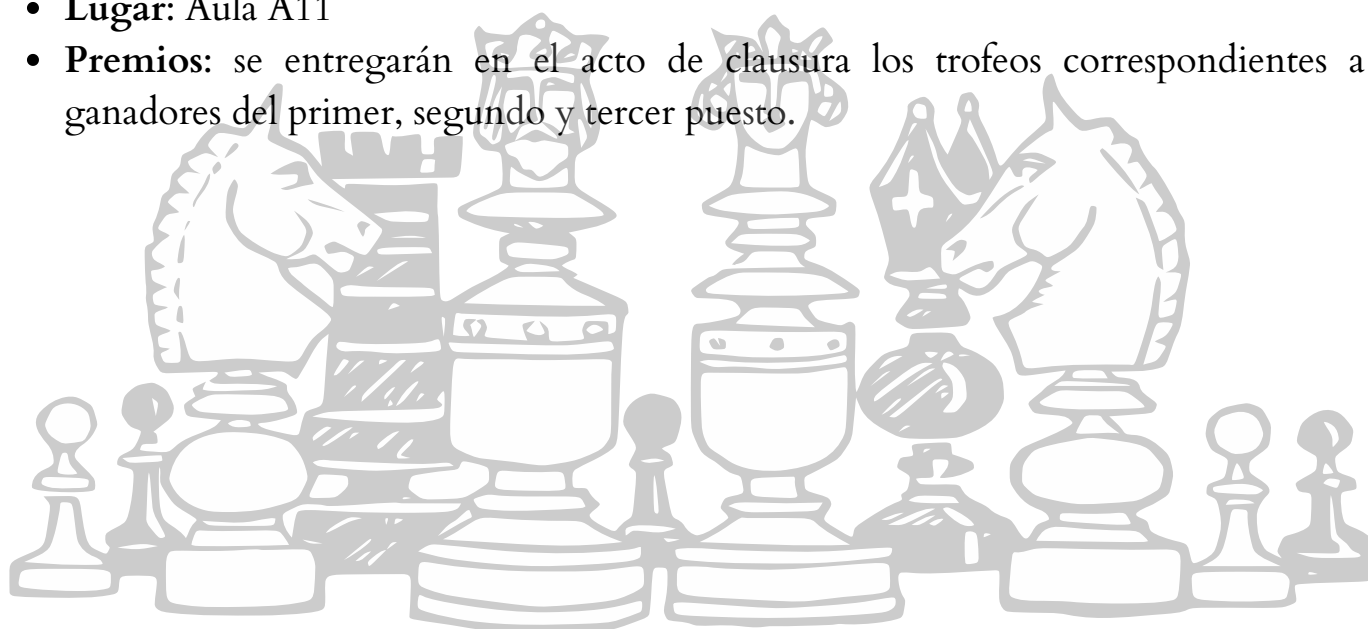 • Lugar: Aula A11
• Premios: se entregarán en el acto de clausura los trofeos correspondientes a
ganadores del primer, segundo y tercer puesto.